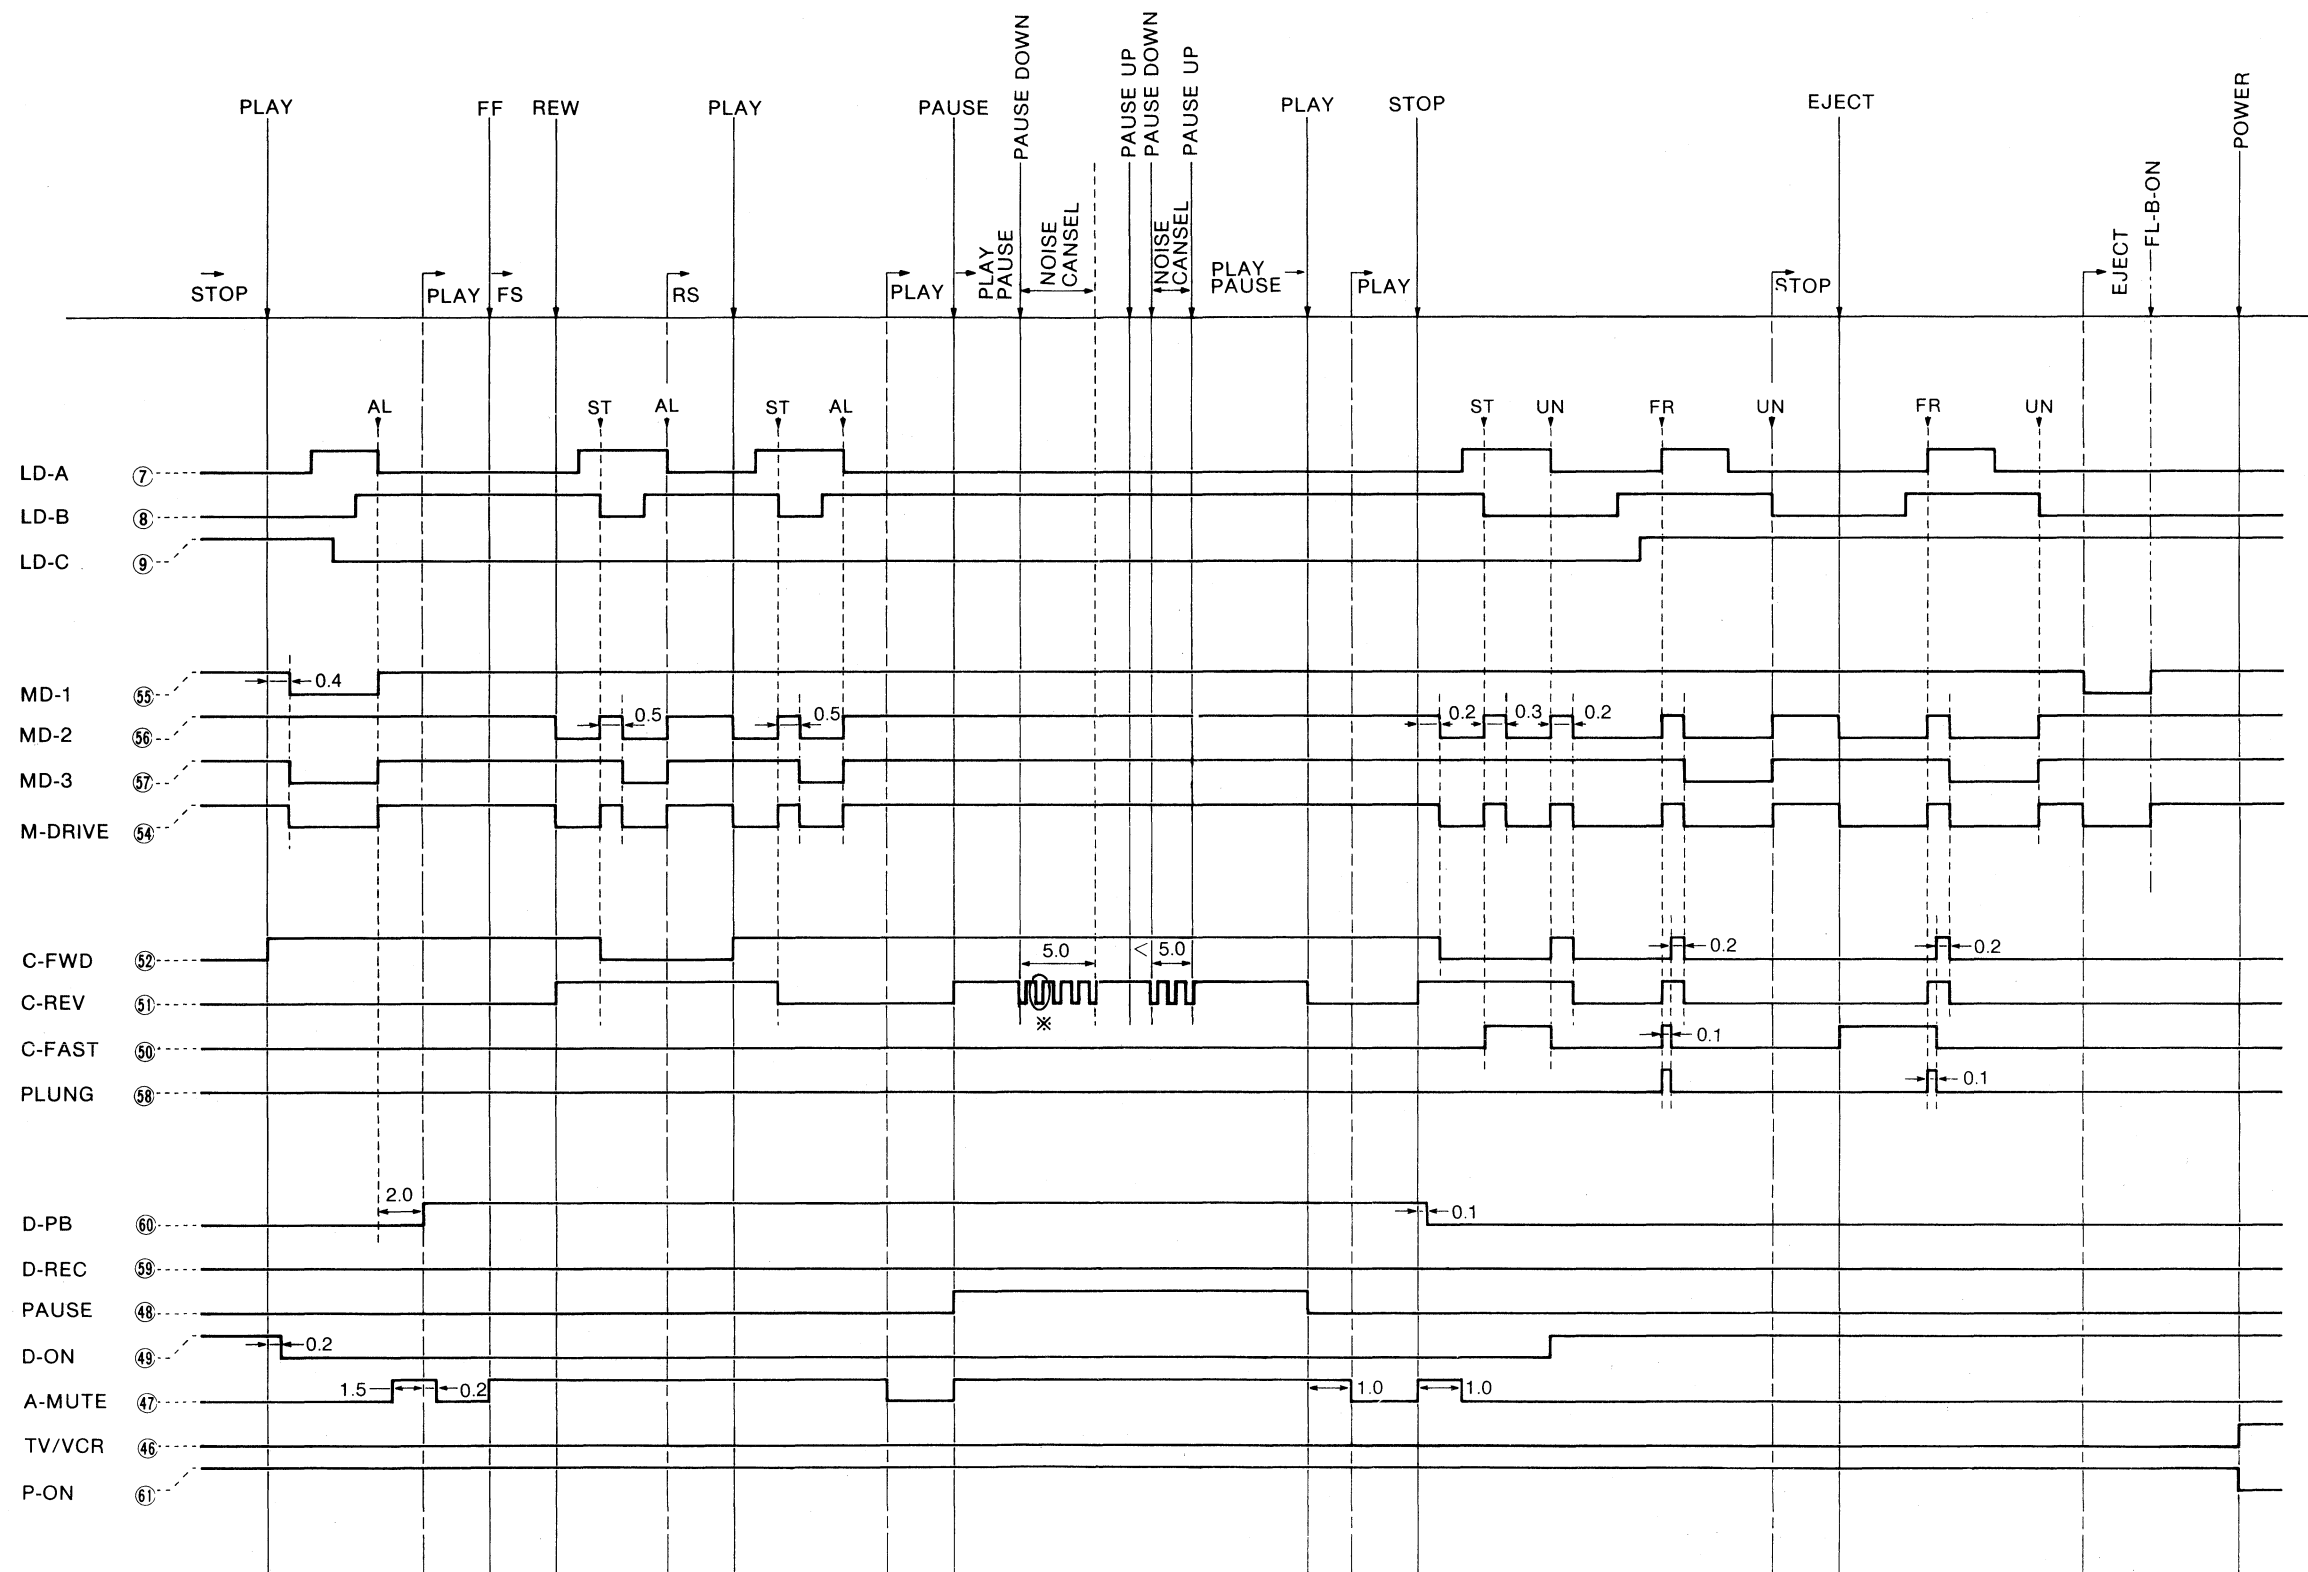 PLAY FF REW PLAY PAUSE PAUSE DOWN PAUSE UP PAUSE DOWN PAUSE UP PLAY STOP EJECT POWER
STOP PLAY FS RS PLAY PLAY PAUSE NOISE CANSEL NOISE CANSEL PLAY PAUSE PLAY STOP EJECT FL-B-ON
AL ST AL ST AL ST UN FR UN FR UN
LD-A 7
LD-B 8
LD-C 9
MD-1 55 0.4
MD-2 56 0.5 0.5 0.2 0.3 0.2
MD-3 57
M-DRIVE 54
C-FWD 52 5.0 < 5.0 0.2 0.2
C-REV 51 ※
C-FAST 50 0.1
PLUNG 58 0.1
D-PB 60 2.0 0.1
D-REC 59
PAUSE 48
D-ON 49 0.2
A-MUTE 47 1.5 0.2 1.0 1.0
TV/VCR 46
P-ON 61